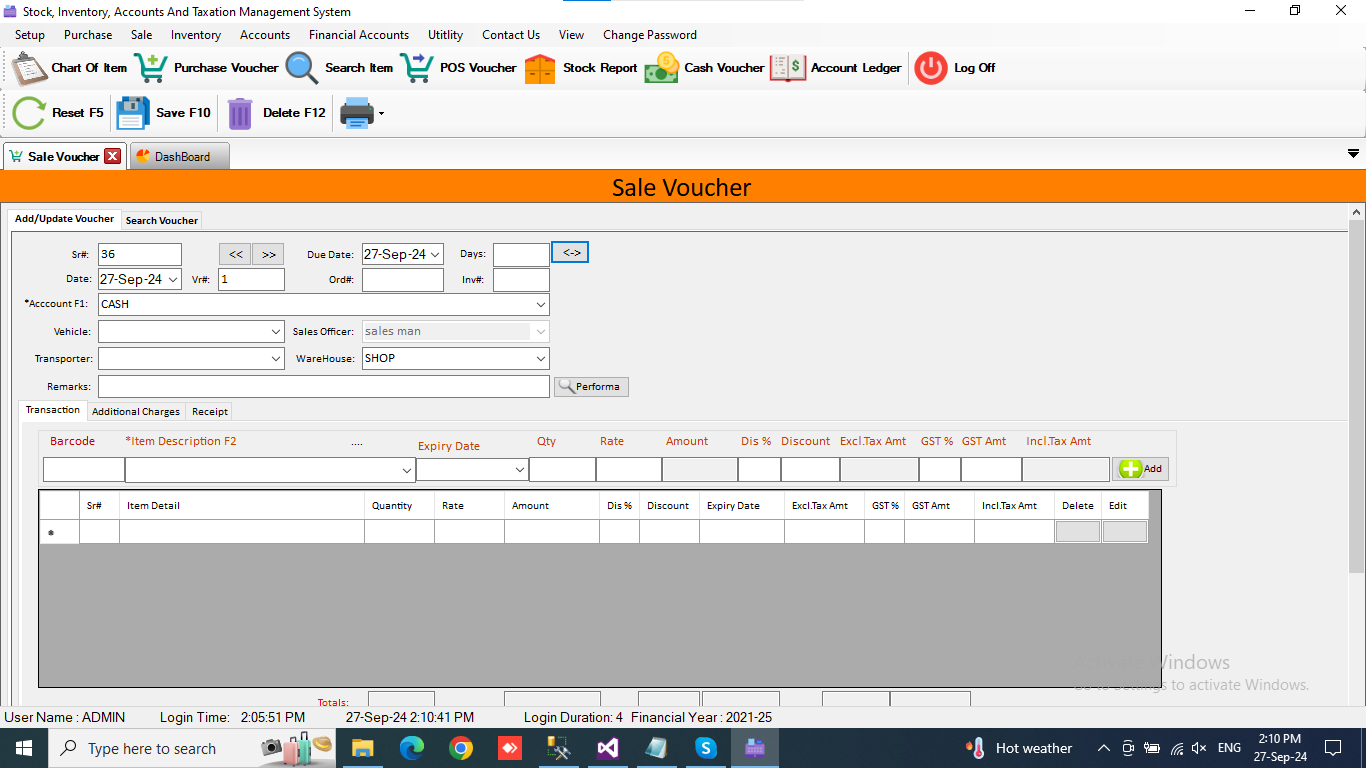 Stock, Inventory, Accounts And Taxation Management System
Setup Purchase Sale Inventory Accounts Financial Accounts Utitlity Contact Us View Change Password
Chart Of Item Purchase Voucher Search Item POS Voucher Stock Report Cash Voucher Account Ledger Log Off
Reset F5 Save F10 Delete F12
Sale Voucher DashBoard
Sale Voucher
Add/Update Voucher Search Voucher
Sr#: 36 << >> Due Date: 27-Sep-24 Days: <->
Date: 27-Sep-24 Vr#: 1 Ord#: Inv#:
*Acccount F1: CASH
Vehicle: Sales Officer: sales man
Transporter: WareHouse: SHOP
Remarks: Performa
Transaction Additional Charges Receipt
Barcode *Item Description F2 .... Expiry Date Qty Rate Amount Dis % Discount Excl.Tax Amt GST % GST Amt Incl.Tax Amt
Add
Sr# Item Detail Quantity Rate Amount Dis % Discount Expiry Date Excl.Tax Amt GST % GST Amt Incl.Tax Amt Delete Edit
*
Activate Windows
Go to Settings to activate Windows.
Totals:
User Name : ADMIN Login Time: 2:05:51 PM 27-Sep-24 2:10:41 PM Login Duration: 4 Financial Year : 2021-25
Type here to search Hot weather ENG 2:10 PM
27-Sep-24